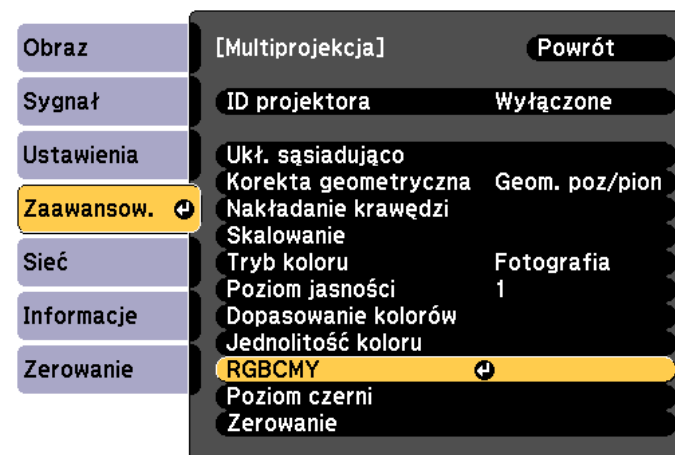 Obraz
Sygnał
Ustawienia
Zaawansow.
Sieć
Informacje
Zerowanie
[Multiprojekcja] Powrót
ID projektora Wyłączone
Ukł. sąsiadująco
Korekta geometryczna Geom. poz/pion
Nakładanie krawędzi
Skalowanie
Tryb koloru Fotografia
Poziom jasności 1
Dopasowanie kolorów
Jednolitość koloru
RGBCMY
Poziom czerni
Zerowanie